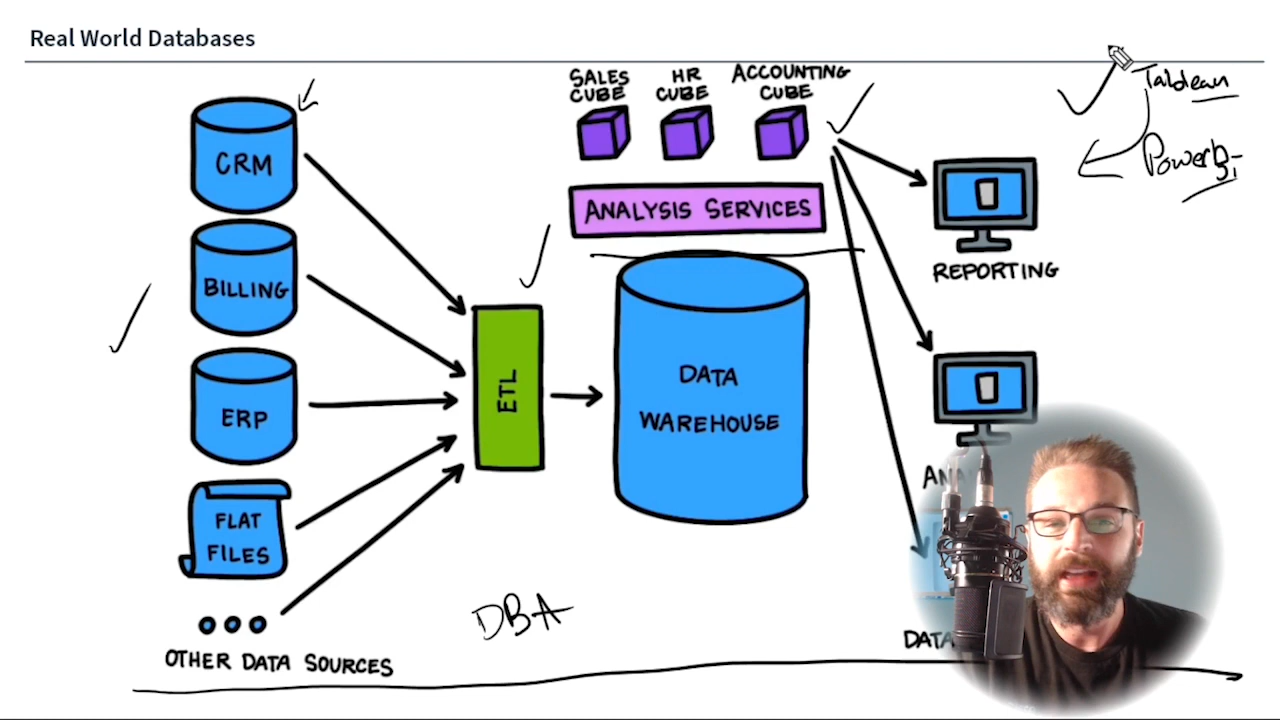 Real World Databases
SALES
CUBE
HR
CUBE
ACCOUNTING
CUBE
Tableau
PowerBI
CRM
ANALYSIS SERVICES
BILLING
REPORTING
ETL
DATA
WAREHOUSE
ERP
FLAT
FILES
DBA
DATA
OTHER DATA SOURCES